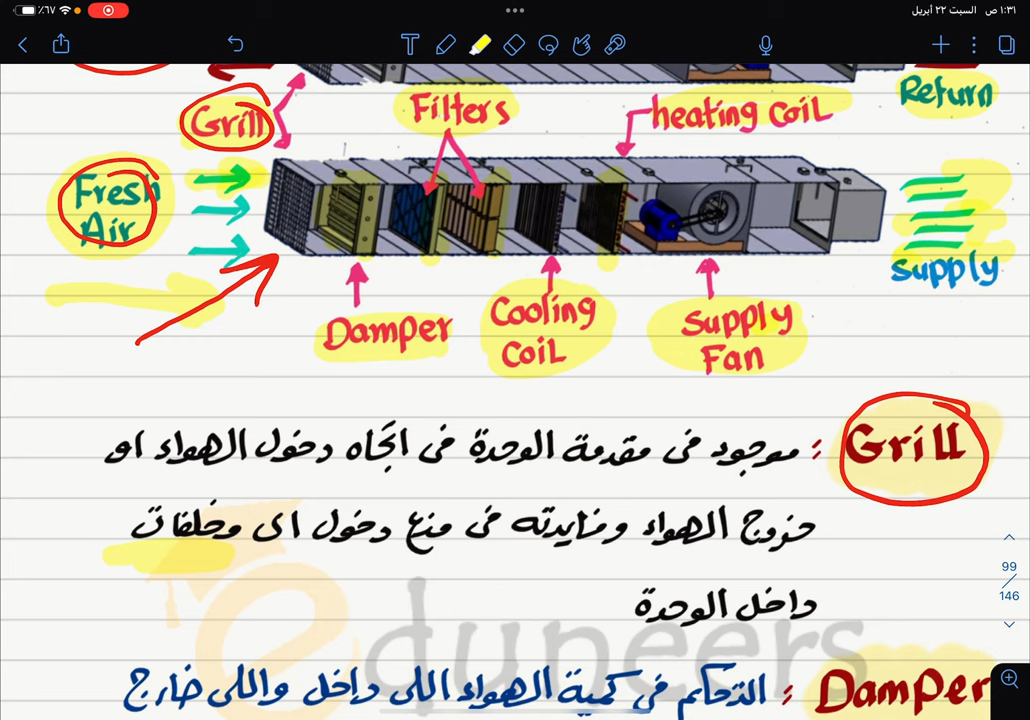 ١:٣١ ص السبت ٢٢ أبريل
٦٧٪
Return
Grill
Filters
heating coil
Fresh
Air
Supply
Damper
Cooling
Coil
Supply
Fan
Grill : موجود فى مقدمة الوحدة فى اتجاه دخول الهواء او
خروج الهواء وفايدته فى منع دخول اى مخلفات
داخل الوحدة
eduneers
Damper : التحكم فى كمية الهواء اللى داخل واللى خارج
99
146